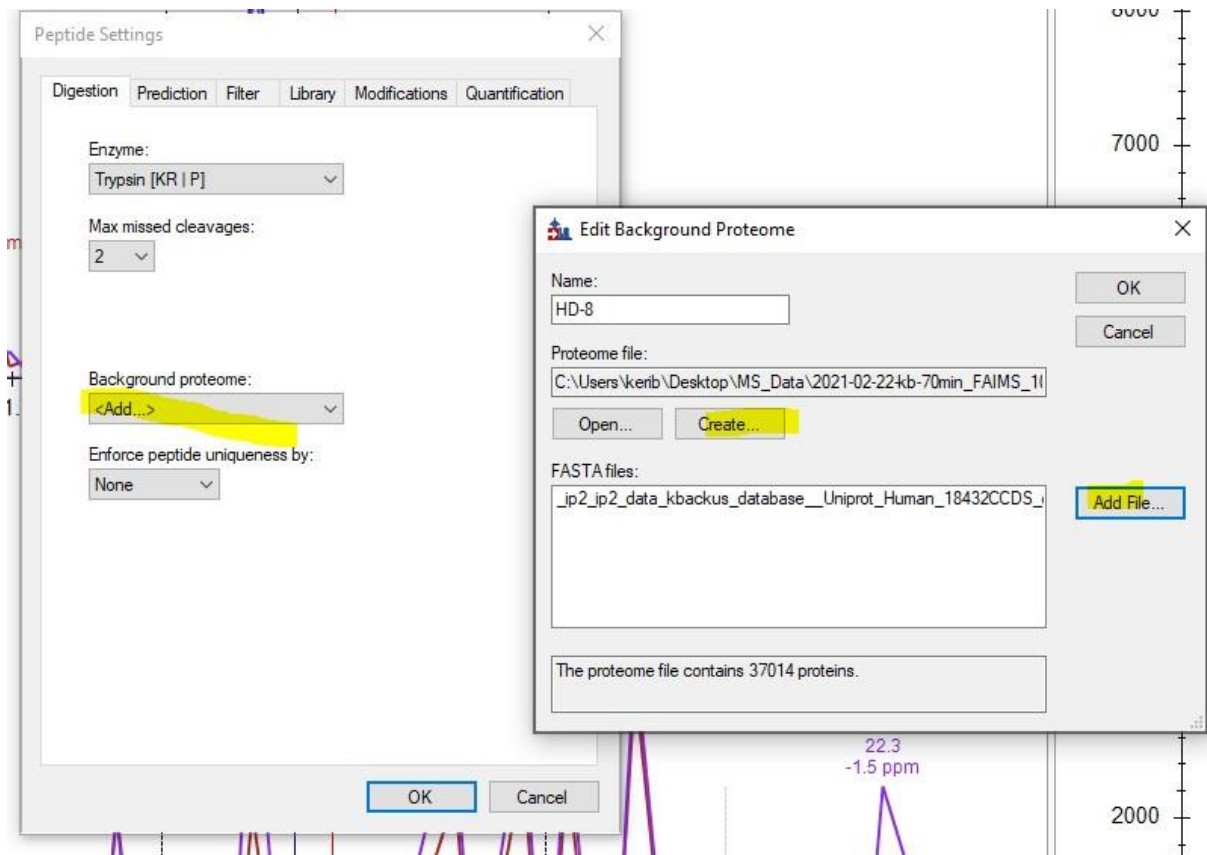 Peptide Settings
Digestion Prediction Filter Library Modifications Quantification
Enzyme:
Trypsin [KR | P]
Max missed cleavages:
2
Background proteome:
<Add...>
Enforce peptide uniqueness by:
None
OK Cancel
Edit Background Proteome
Name:
HD-8
OK
Cancel
Proteome file:
C:\Users\kerib\Desktop\MS_Data\2021-02-22-kb-70min_FAIMS_1(
Open... Create...
FASTA files:
_ip2_ip2_data_kbackus_database__Uniprot_Human_18432CCDS_
Add File...
The proteome file contains 37014 proteins.
22.3
-1.5 ppm
7000
2000